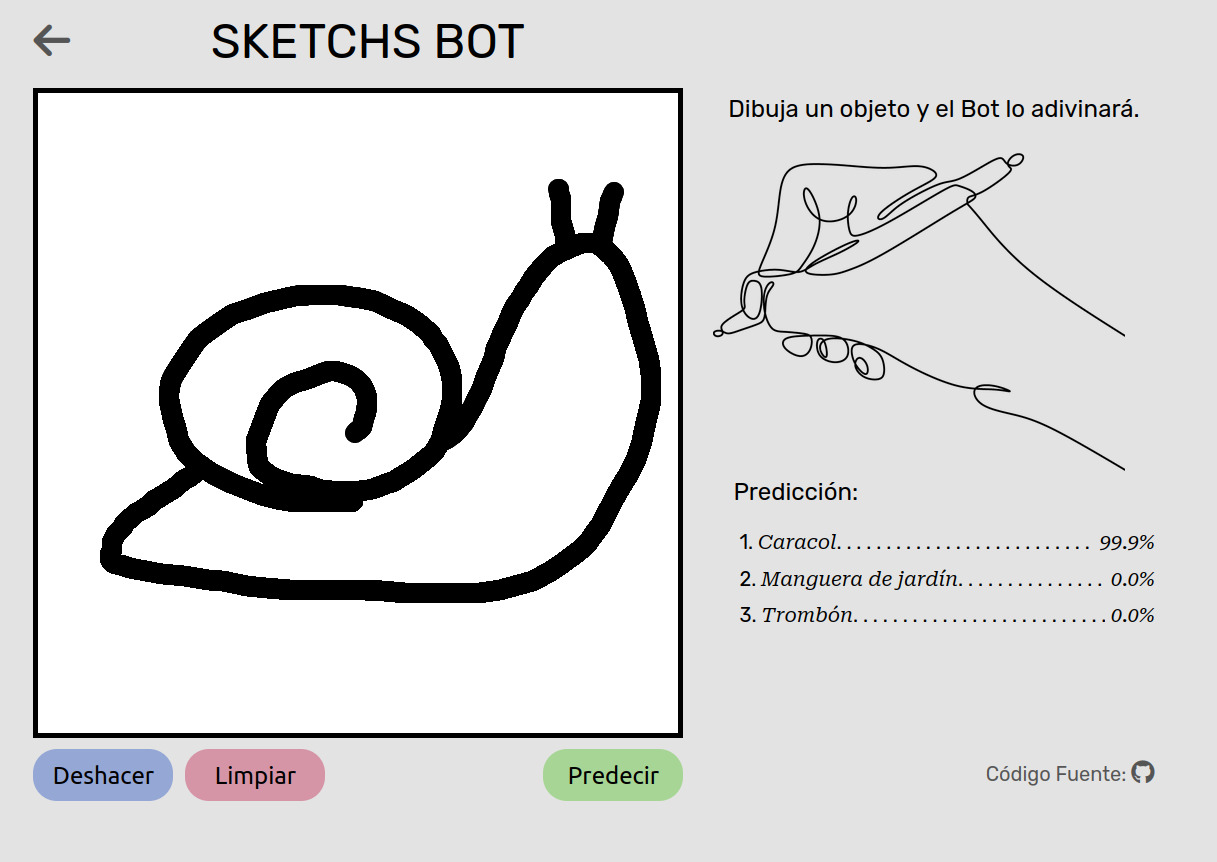 SKETCHS BOT
Dibuja un objeto y el Bot lo adivinará.
Predicción:
1. Caracol. . . . . . . . . . . . . . . . . . . . . . . . . . 99.9%
2. Manguera de jardín. . . . . . . . . . . . . . . 0.0%
3. Trombón. . . . . . . . . . . . . . . . . . . . . . . . . . 0.0%
Deshacer Limpiar Predecir Código Fuente: